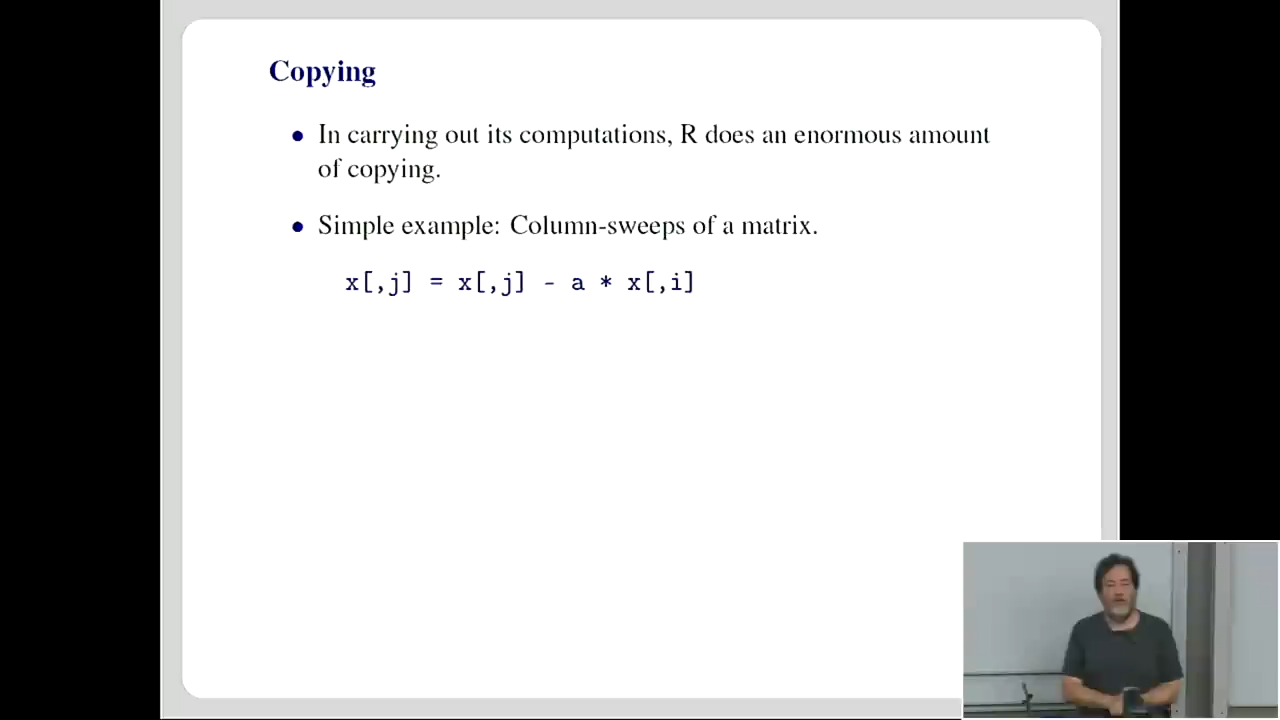 Copying
• In carrying out its computations, R does an enormous amount
of copying.
• Simple example: Column-sweeps of a matrix.
x[,j] = x[,j] - a * x[,i]